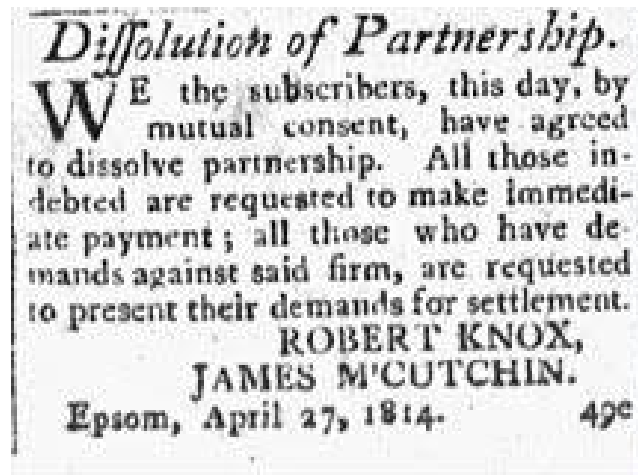 Diſſolution of Partnership.
WE the subscribers, this day, by
mutual consent, have agreed
to dissolve partnership. All those in-
debted are requested to make immedi-
ate payment; all those who have de-
mands against said firm, are requested
to present their demands for settlement.
ROBERT KNOX,
JAMES M'CUTCHIN.
Epsom, April 27, 1814. 49e